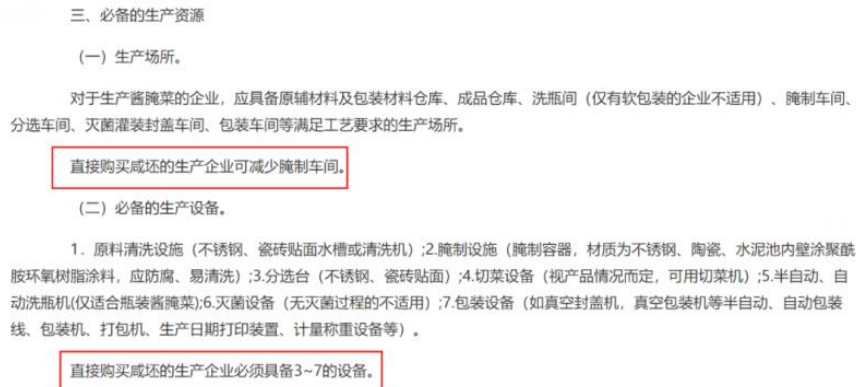 三、必备的生产资源
（一）生产场所。
对于生产酱腌菜的企业，应具备原辅材料及包装材料仓库、成品仓库、洗瓶间（仅有软包装的企业不适用）、腌制车间、
分选车间、灭菌灌装封盖车间、包装车间等满足工艺要求的生产场所。
直接购买咸坯的生产企业可减少腌制车间。
（二）必备的生产设备。
1．原料清洗设施（不锈钢、瓷砖贴面水槽或清洗机）;2.腌制设施（腌制容器，材质为不锈钢、陶瓷、水泥池内壁涂聚酰
胺环氧树脂涂料，应防腐、易清洗）;3.分选台（不锈钢、瓷砖贴面）;4.切菜设备（视产品情况而定，可用切菜机）;5.半自动、自
动洗瓶机(仅适合瓶装酱腌菜);6.灭菌设备（无灭菌过程的不适用）;7.包装设备（如真空封盖机，真空包装机等半自动、自动包装
线、包装机、打包机、生产日期打印装置、计量称重设备等）。
直接购买咸坯的生产企业必须具备3~7的设备。